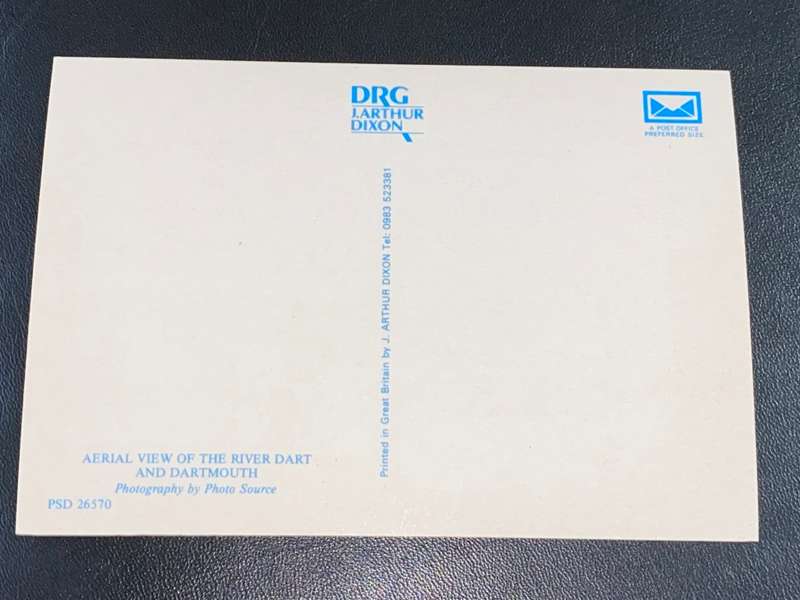 DRG
J.ARTHUR
DIXON
A POST OFFICE
PREFERRED SIZE
Printed in Great Britain by J. ARTHUR DIXON Tel: 0983 523381
AERIAL VIEW OF THE RIVER DART
AND DARTMOUTH
Photography by Photo Source
PSD 26570